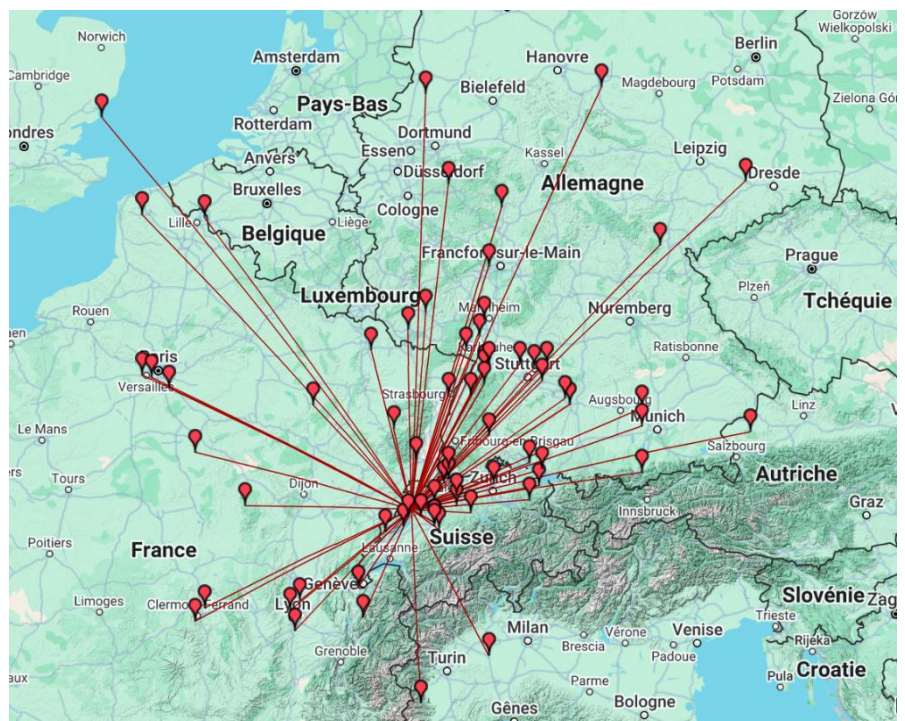 Norwich
Cambridge
ondres
Amsterdam
Pays-Bas
Rotterdam
Anvers
Bruxelles
Lille
Belgique
Liège
Hanovre
Bielefeld
Dortmund
Essen
Düsseldorf
Cologne
Kassel
Magdebourg
Berlin
Potsdam
Gorzów
Wielkopolski
Zielona Gó
Leipzig
Dresde
Allemagne
Francfort-sur-le-Main
Luxembourg
Prague
Plzeň
Tchéquie
Nuremberg
Ratisbonne
Rouen
Paris
Versailles
Le Mans
Tours
Poitiers
Strasbourg
Stuttgart
Augsbourg
Munich
Linz
Salzbourg
Fribourg-en-Brisgau
Dijon
Zurich
Autriche
Innsbruck
Graz
Suisse
Lausanne
France
Genève
Limoges
Clermont-Ferrand
Lyon
Grenoble
Milan
Turin
Brescia
Vérone
Padoue
Venise
Parme
Gênes
Bologne
Slovénie
Zag
Trieste
Rijeka
Croatie
Pula
aux